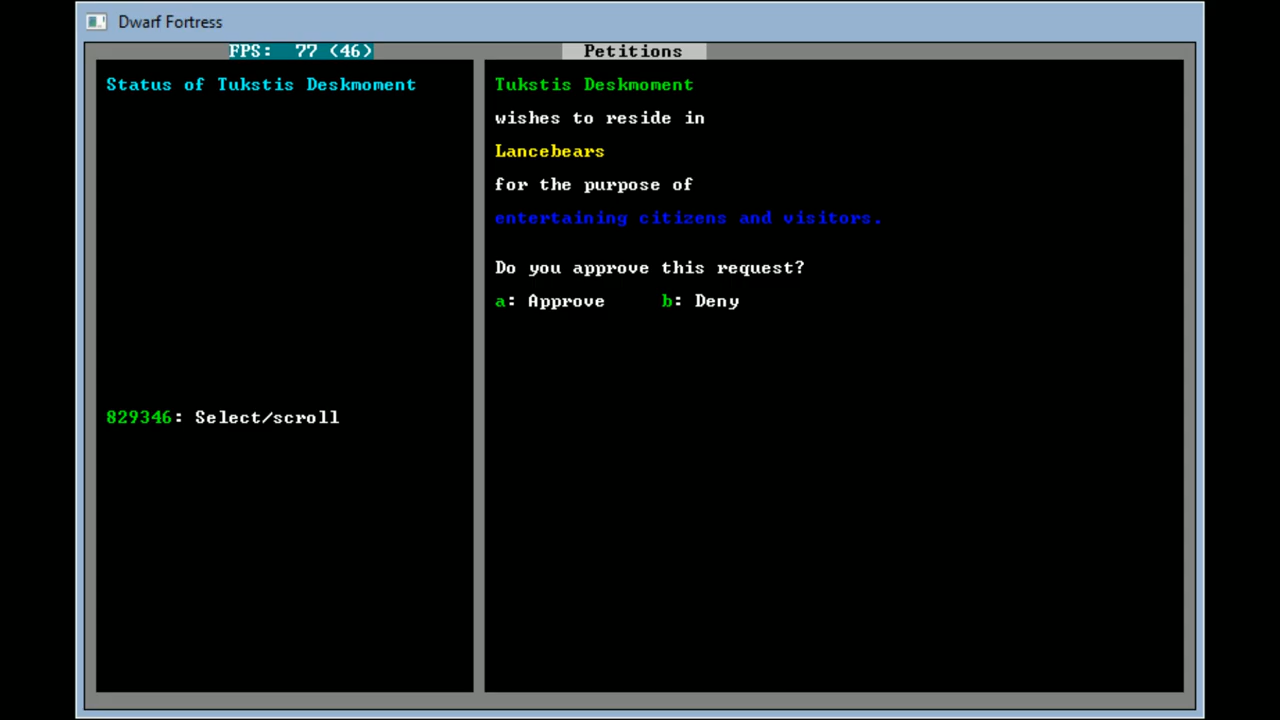 Dwarf Fortress
FPS: 77 (46)
Petitions
Status of Tukstis Deskmoment
829346: Select/scroll
Tukstis Deskmoment
wishes to reside in
Lancebears
for the purpose of
entertaining citizens and visitors.
Do you approve this request?
a: Approve b: Deny